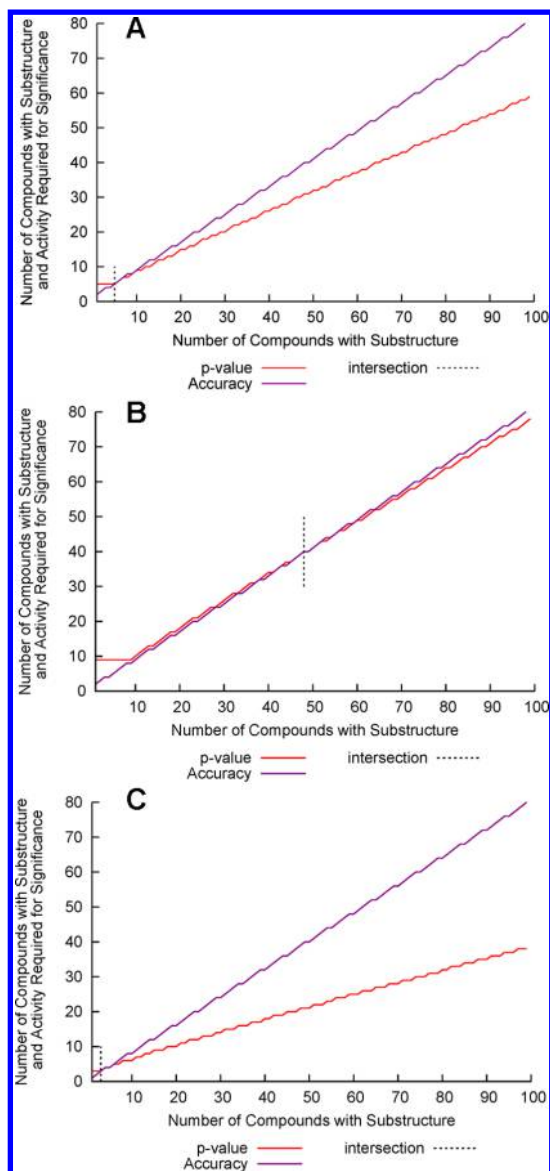 A
80
70
60
50
40
30
20
10
0
Number of Compounds with Substructure
and Activity Required for Significance
10 20 30 40 50 60 70 80 90 100
Number of Compounds with Substructure
p-value intersection
Accuracy
B
80
70
60
50
40
30
20
10
0
Number of Compounds with Substructure
and Activity Required for Significance
10 20 30 40 50 60 70 80 90 100
Number of Compounds with Substructure
p-value intersection
Accuracy
C
80
70
60
50
40
30
20
10
0
Number of Compounds with Substructure
and Activity Required for Significance
10 20 30 40 50 60 70 80 90 100
Number of Compounds with Substructure
p-value intersection
Accuracy